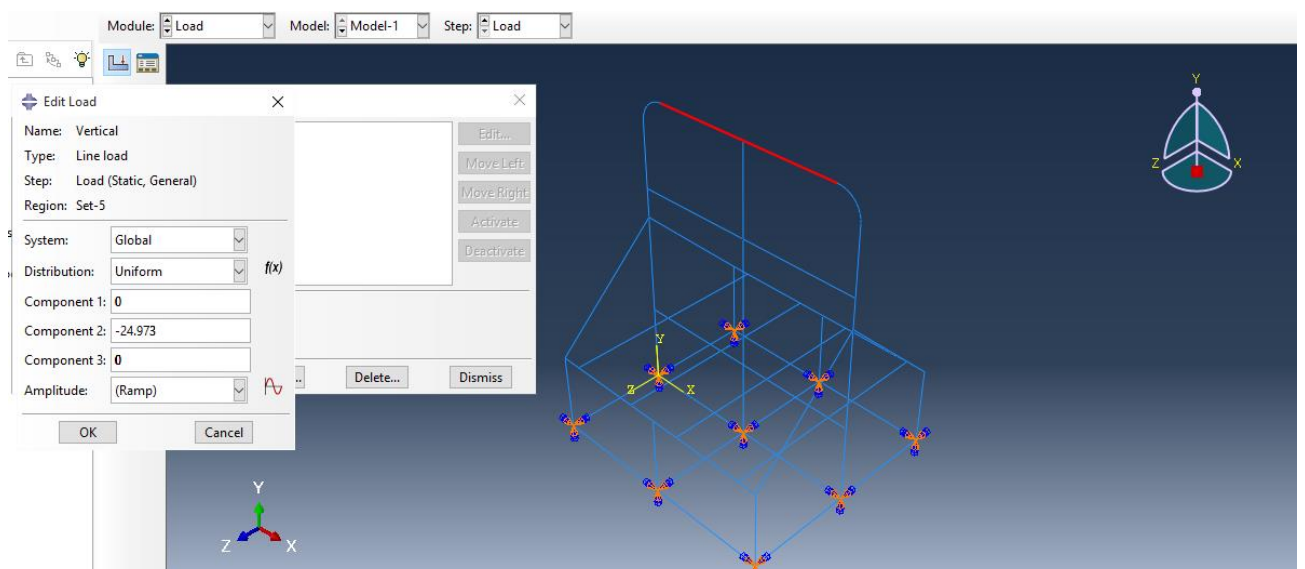 Module: Load Model: Model-1 Step: Load
Edit Load
Name: Vertical
Type: Line load
Step: Load (Static, General)
Region: Set-5
System: Global
Distribution: Uniform f(x)
Component 1: 0
Component 2: -24.973
Component 3: 0
Amplitude: (Ramp)
OK Cancel
Edit...
Move Left
Move Right
Activate
Deactivate
... Delete... Dismiss
Y
Z X
Y
Z X
Y
Z X